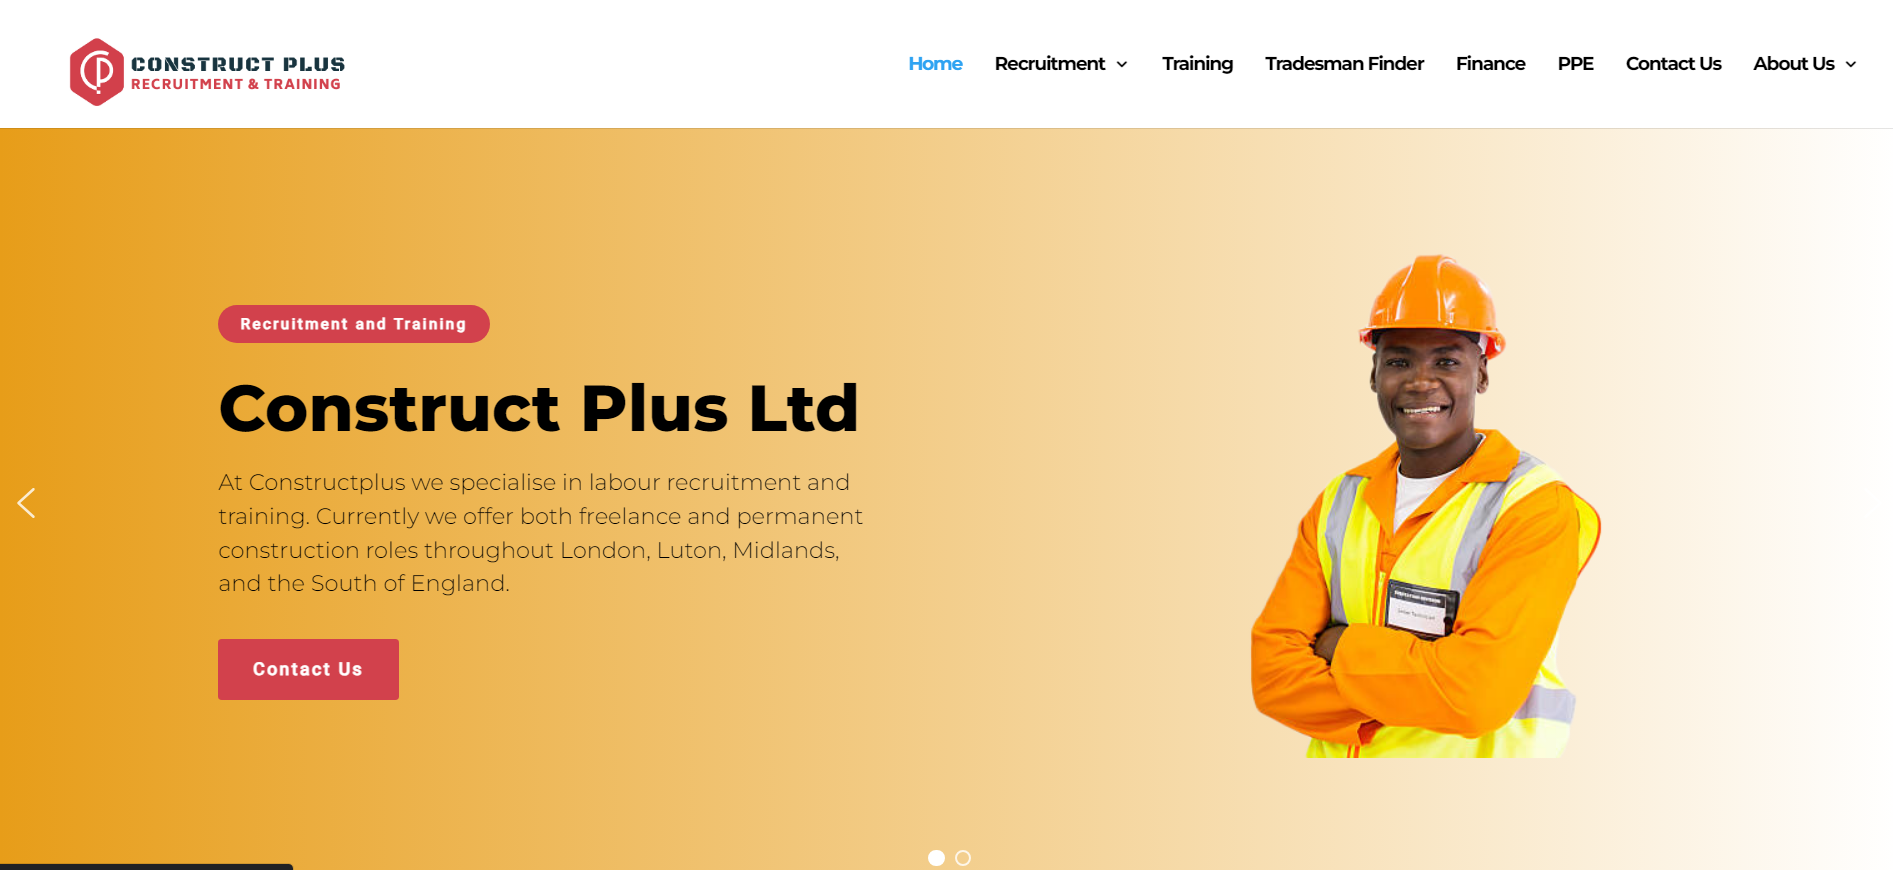 CONSTRUCT PLUS
RECRUITMENT & TRAINING
Home Recruitment Training Tradesman Finder Finance PPE Contact Us About Us
Recruitment and Training
Construct Plus Ltd
At Constructplus we specialise in labour recruitment and
training. Currently we offer both freelance and permanent
construction roles throughout London, Luton, Midlands,
and the South of England.
Contact Us